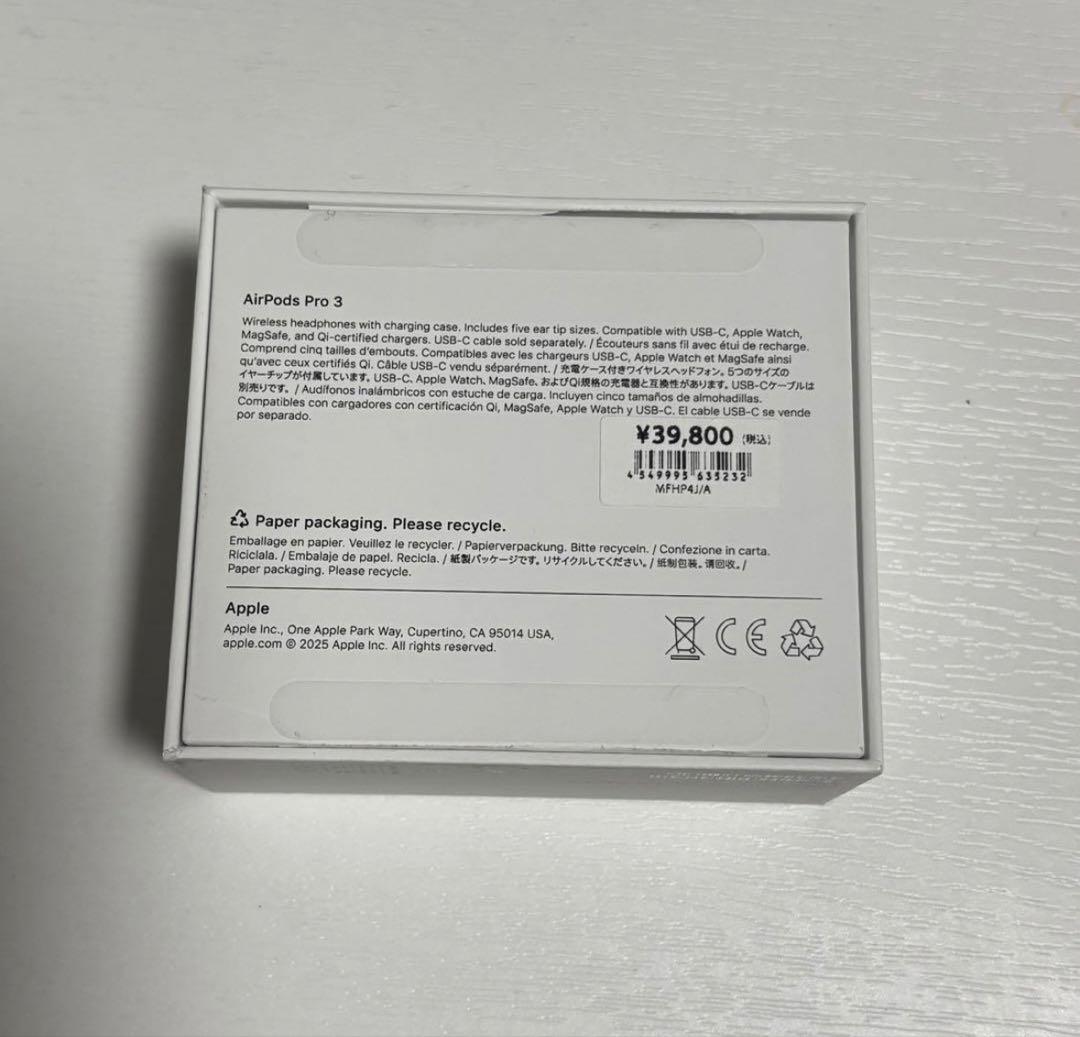 AirPods Pro 3
Wireless headphones with charging case. Includes five ear tip sizes. Compatible with USB-C, Apple Watch,
MagSafe, and Qi-certified chargers. USB-C cable sold separately. / Écouteurs sans fil avec étui de recharge.
Comprend cinq tailles d'embouts. Compatibles avec les chargeurs USB-C, Apple Watch et MagSafe ainsi
qu'avec ceux certifiés Qi. Câble USB-C vendu séparément. / 充電ケース付きワイヤレスヘッドフォン。5つのサイズの
イヤーチップが付属しています。USB-C、Apple Watch、MagSafe、およびQi規格の充電器と互換性があります。USB-Cケーブルは
別売りです。 / Audífonos inalámbricos con estuche de carga. Incluyen cinco tamaños de almohadillas.
Compatibles con cargadores con certificación Qi, MagSafe, Apple Watch y USB-C. El cable USB-C se vende
por separado.
¥39,800 (税込)
4 549995 635232
MFHP4J/A
Paper packaging. Please recycle.
Emballage en papier. Veuillez le recycler. / Papierverpackung. Bitte recyceln. / Confezione in carta.
Riciclala. / Embalaje de papel. Recicla. / 紙製パッケージです。リサイクルしてください。 / 纸制包装。请回收。 /
Paper packaging. Please recycle.
Apple
Apple Inc., One Apple Park Way, Cupertino, CA 95014 USA,
apple.com © 2025 Apple Inc. All rights reserved.
CE